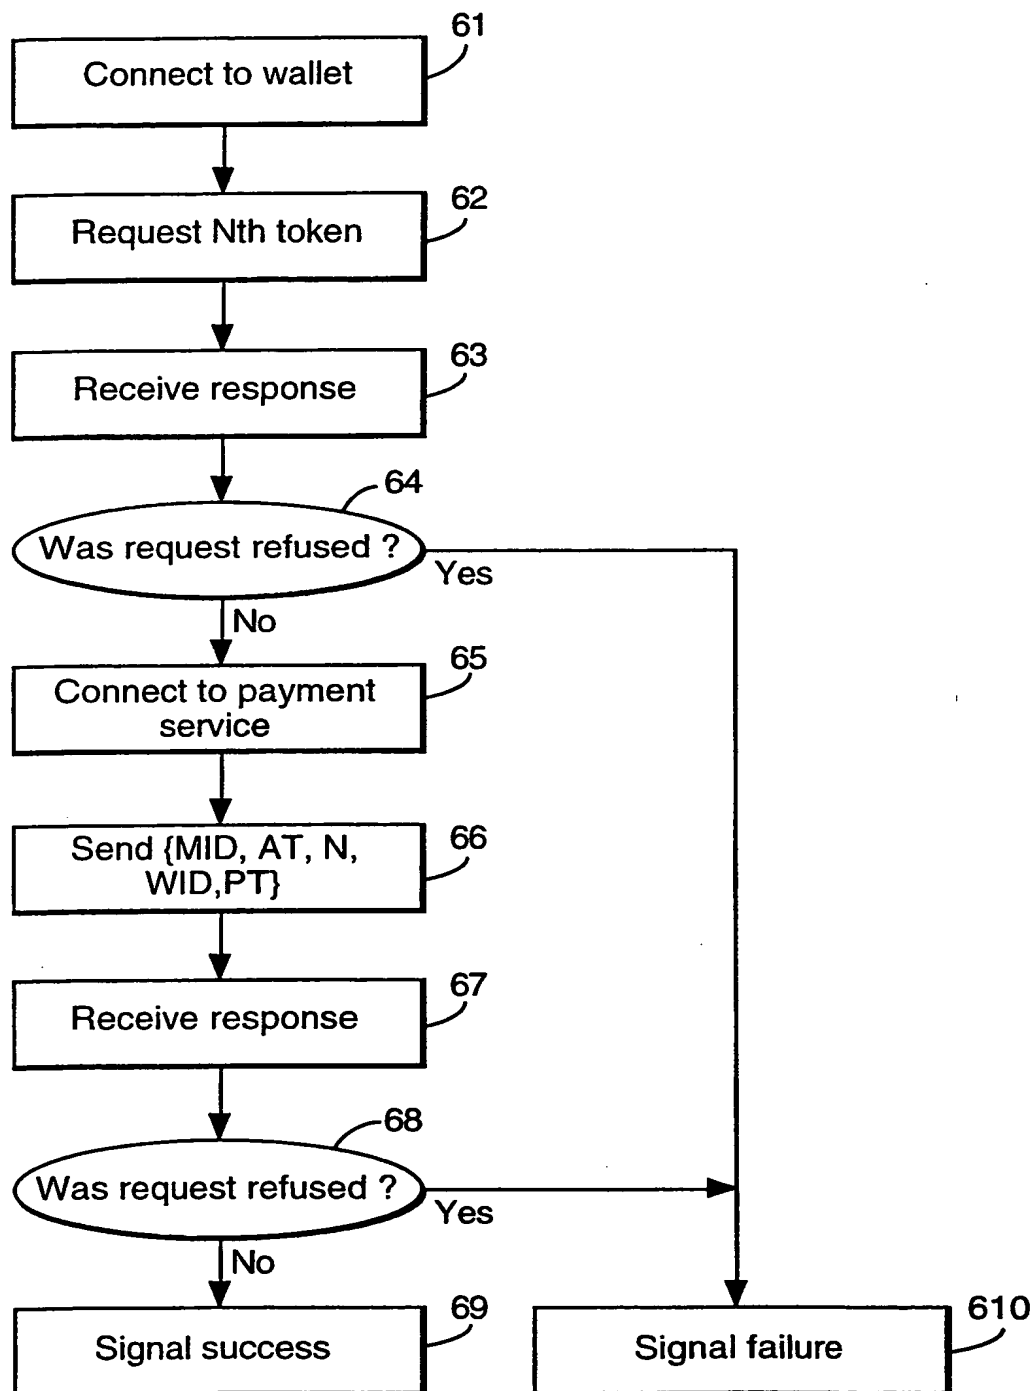 61
Connect to wallet
62
Request Nth token
63
Receive response
64
Was request refused ?
Yes
No
65
Connect to payment
service
66
Send {MID, AT, N,
WID,PT}
67
Receive response
68
Was request refused ?
Yes
No
69
Signal success
610
Signal failure